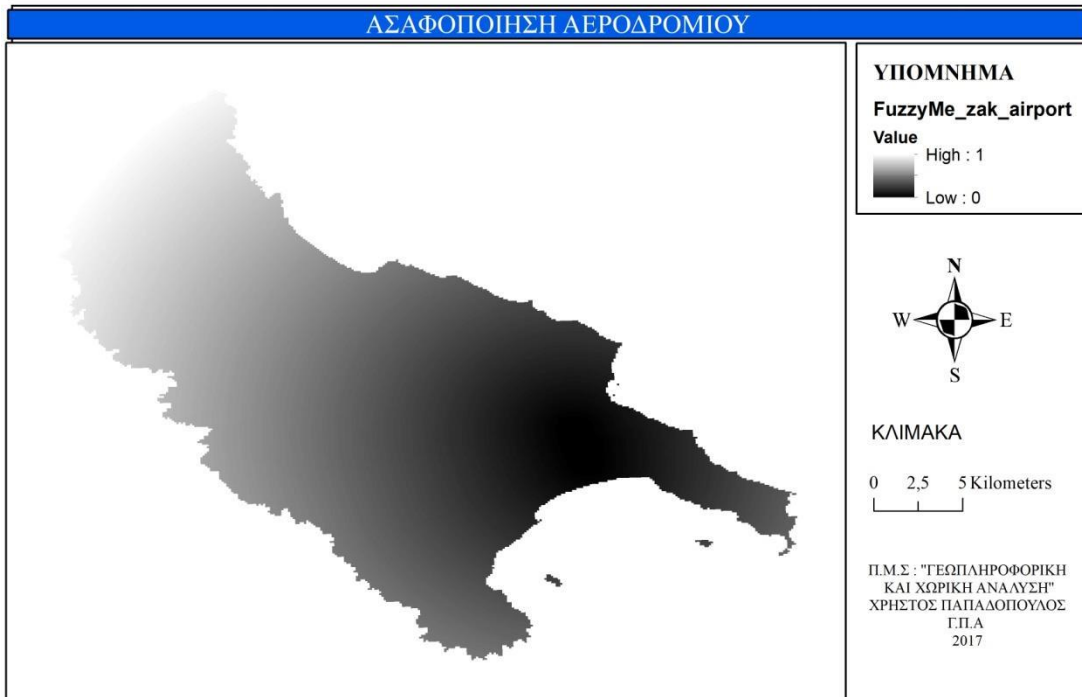 ΑΣΑΦΟΠΟΙΗΣΗ ΑΕΡΟΔΡΟΜΙΟΥ
ΥΠΟΜΝΗΜΑ
FuzzyMe_zak_airport
Value
High : 1
Low : 0
N
W E
S
ΚΛΙΜΑΚΑ
0 2,5 5 Kilometers
Π.Μ.Σ : "ΓΕΩΠΛΗΡΟΦΟΡΙΚΗ
ΚΑΙ ΧΩΡΙΚΗ ΑΝΑΛΥΣΗ"
ΧΡΗΣΤΟΣ ΠΑΠΑΔΟΠΟΥΛΟΣ
Γ.Π.Α
2017